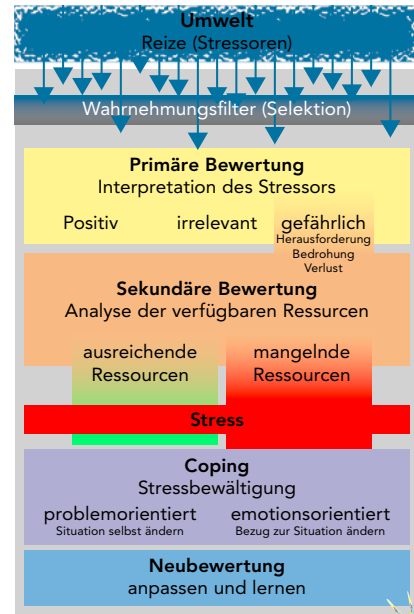 Umwelt
Reize (Stressoren)
Wahrnehmungsfilter (Selektion)
Primäre Bewertung
Interpretation des Stressors
Positiv irrelevant gefährlich
Herausforderung
Bedrohung
Verlust
Sekundäre Bewertung
Analyse der verfügbaren Ressurcen
ausreichende mangelnde
Ressourcen Ressourcen
Stress
Coping
Stressbewältigung
problemorientiert emotionsorientiert
Situation selbst ändern Bezug zur Situation ändern
Neubewertung
anpassen und lernen